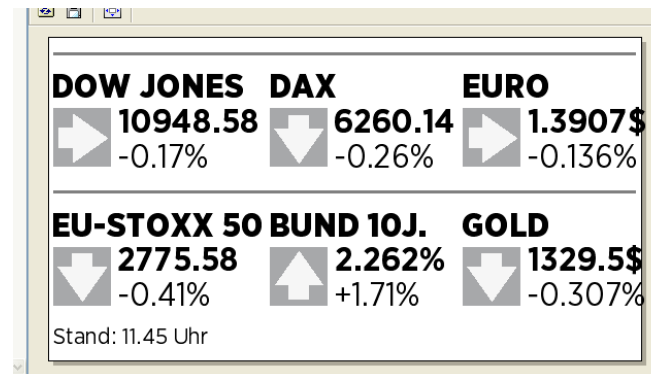 DOW JONES DAX EURO
10948.58 6260.14 1.3907$
-0.17% -0.26% -0.136%
EU-STOXX 50 BUND 10J. GOLD
2775.58 2.262% 1329.5$
-0.41% +1.71% -0.307%
Stand: 11.45 Uhr